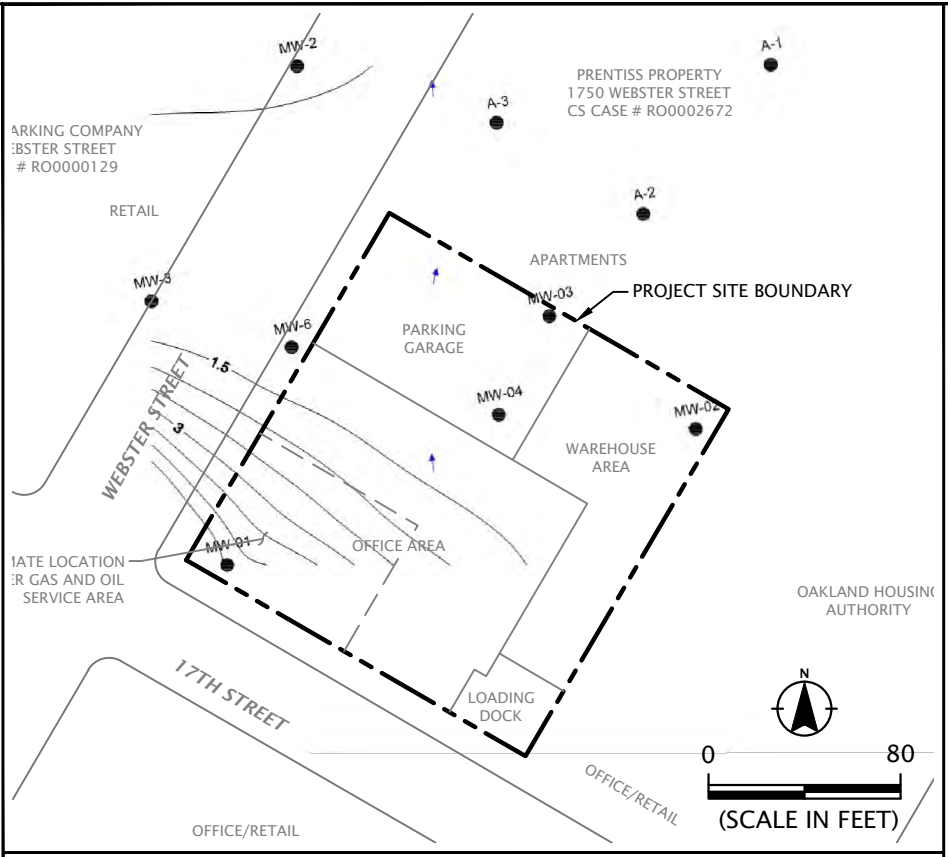 MW-2
A-1
PRENTISS PROPERTY
1750 WEBSTER STREET
CS CASE # RO0002672
A-3
ARKING COMPANY
EBSTER STREET
# RO0000129
A-2
RETAIL
APARTMENTS
MW-3
MW-03
PROJECT SITE BOUNDARY
MW-6
PARKING
GARAGE
1.5
MW-04
MW-02
WEBSTER STREET
3
WAREHOUSE
AREA
MW-01
OFFICE AREA
MATE LOCATION
ER GAS AND OIL
SERVICE AREA
OAKLAND HOUSING
AUTHORITY
17TH STREET
LOADING
DOCK
N
0 80
(SCALE IN FEET)
OFFICE/RETAIL
OFFICE/RETAIL